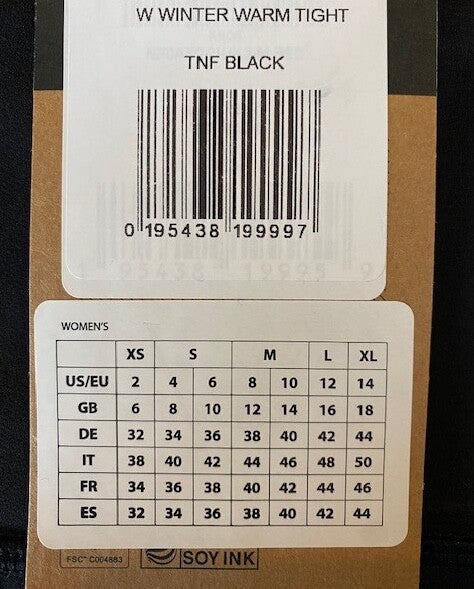 W WINTER WARM TIGHT
TNF BLACK
0 195438 199997
WOMEN'S
XS S M L XL
US/EU 2 4 6 8 10 12 14
GB 6 8 10 12 14 16 18
DE 32 34 36 38 40 42 44
IT 38 40 42 44 46 48 50
FR 34 36 38 40 42 44 46
ES 32 34 36 38 40 42 44
FSC® C004883
SOY INK